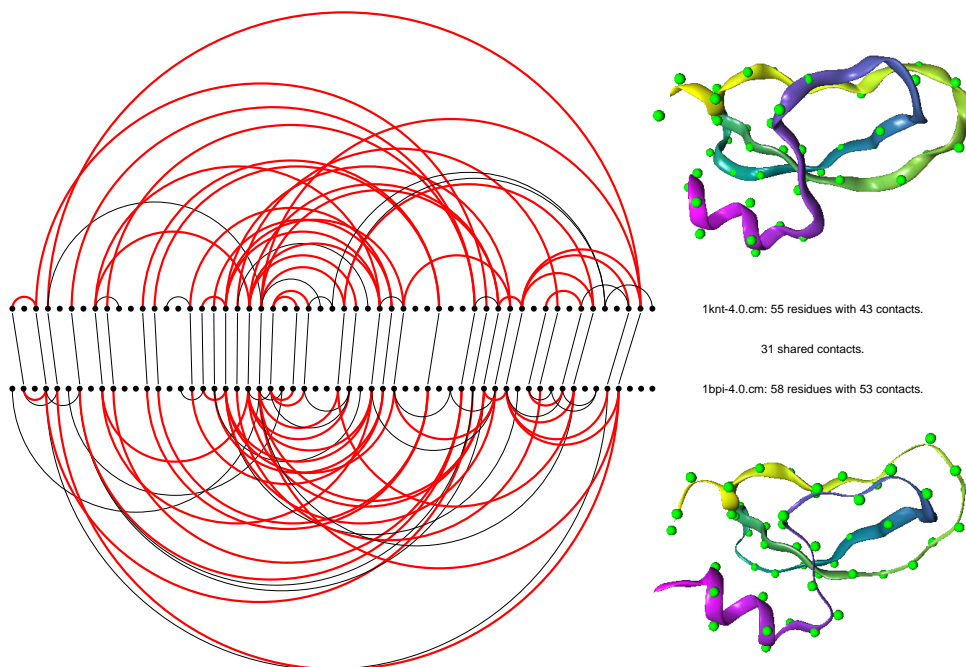 1knt-4.0.cm: 55 residues with 43 contacts.
31 shared contacts.
1bpi-4.0.cm: 58 residues with 53 contacts.